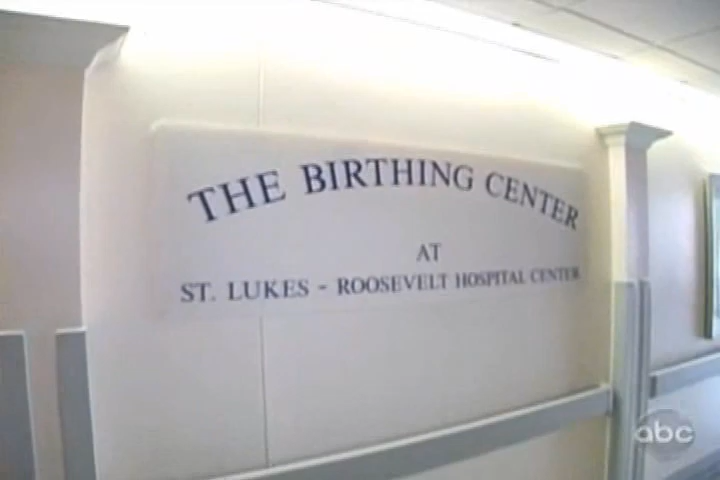 THE BIRTHING CENTER
AT
ST. LUKES - ROOSEVELT HOSPITAL CENTER
abc